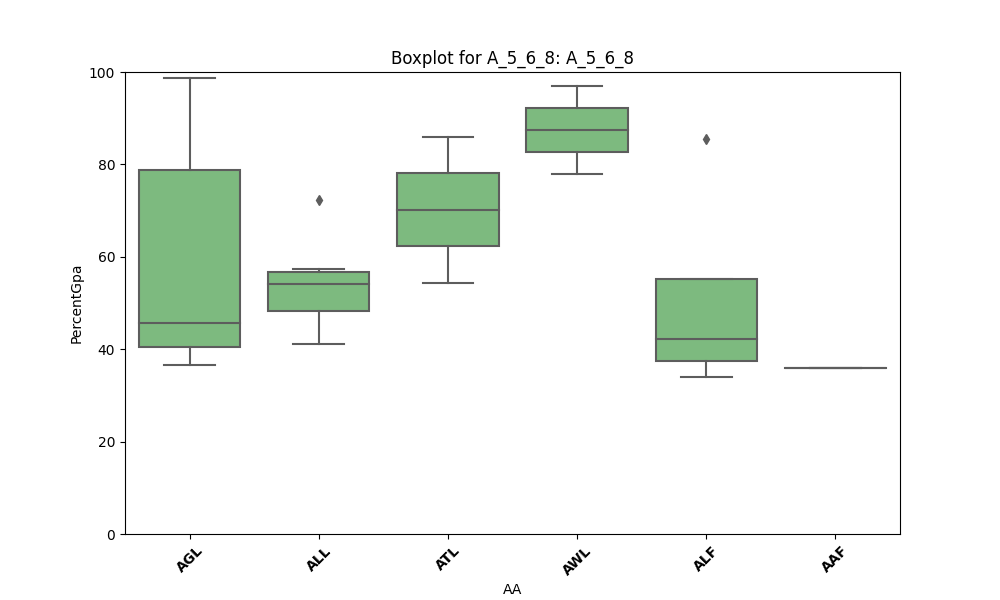 Boxplot for A_5_6_8: A_5_6_8
100
80
60
40
20
0
PercentGpa
AGL
ALL
ATL
AWL
ALF
AAF
AA